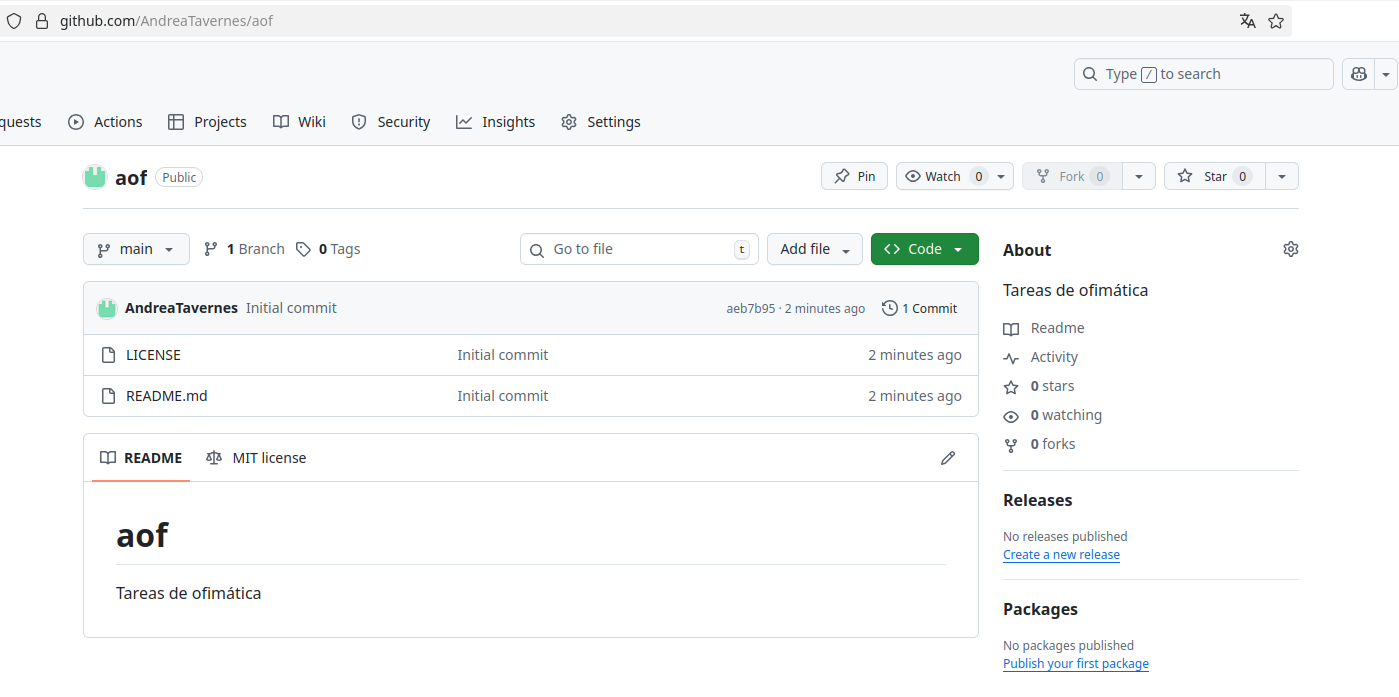 github.com/AndreaTavernes/aof
Type / to search
quests Actions Projects Wiki Security Insights Settings
aof Public Pin Watch 0 Fork 0 Star 0
main 1 Branch 0 Tags Go to file t Add file Code
AndreaTavernes Initial commit aeb7b95 · 2 minutes ago 1 Commit
LICENSE Initial commit 2 minutes ago
README.md Initial commit 2 minutes ago
README MIT license
aof
Tareas de ofimática
About
Tareas de ofimática
Readme
Activity
0 stars
0 watching
0 forks
Releases
No releases published
Create a new release
Packages
No packages published
Publish your first package